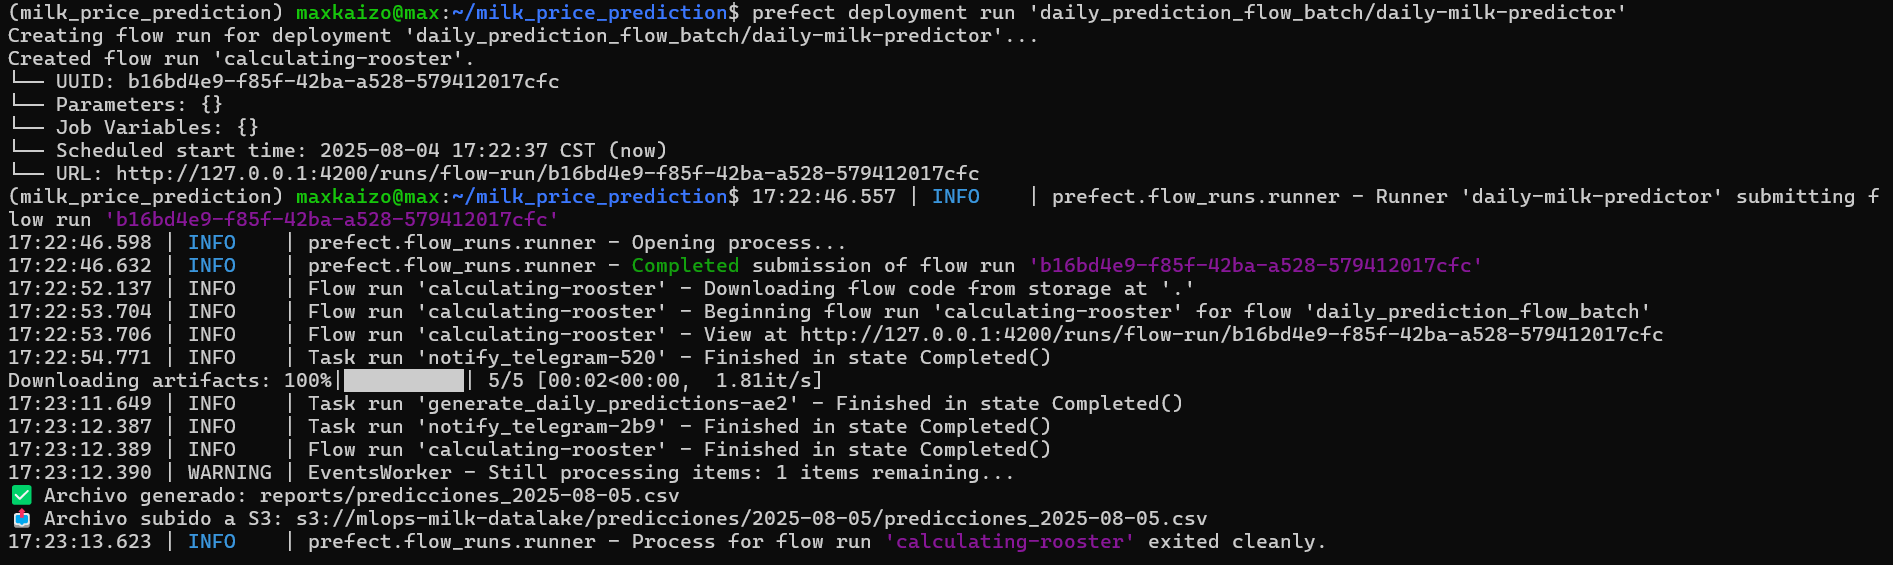 (milk_price_prediction) maxkaizo@max:~/milk_price_prediction$ prefect deployment run 'daily_prediction_flow_batch/daily-milk-predictor'
Creating flow run for deployment 'daily_prediction_flow_batch/daily-milk-predictor'...
Created flow run 'calculating-rooster'.
└── UUID: b16bd4e9-f85f-42ba-a528-579412017cfc
└── Parameters: {}
└── Job Variables: {}
└── Scheduled start time: 2025-08-04 17:22:37 CST (now)
└── URL: http://127.0.0.1:4200/runs/flow-run/b16bd4e9-f85f-42ba-a528-579412017cfc
(milk_price_prediction) maxkaizo@max:~/milk_price_prediction$ 17:22:46.557 | INFO    | prefect.flow_runs.runner - Runner 'daily-milk-predictor' submitting f
low run 'b16bd4e9-f85f-42ba-a528-579412017cfc'
17:22:46.598 | INFO    | prefect.flow_runs.runner - Opening process...
17:22:46.632 | INFO    | prefect.flow_runs.runner - Completed submission of flow run 'b16bd4e9-f85f-42ba-a528-579412017cfc'
17:22:52.137 | INFO    | Flow run 'calculating-rooster' - Downloading flow code from storage at '.'
17:22:53.704 | INFO    | Flow run 'calculating-rooster' - Beginning flow run 'calculating-rooster' for flow 'daily_prediction_flow_batch'
17:22:53.706 | INFO    | Flow run 'calculating-rooster' - View at http://127.0.0.1:4200/runs/flow-run/b16bd4e9-f85f-42ba-a528-579412017cfc
17:22:54.771 | INFO    | Task run 'notify_telegram-520' - Finished in state Completed()
Downloading artifacts: 100%|██████████| 5/5 [00:02<00:00,  1.81it/s]
17:23:11.649 | INFO    | Task run 'generate_daily_predictions-ae2' - Finished in state Completed()
17:23:12.387 | INFO    | Task run 'notify_telegram-2b9' - Finished in state Completed()
17:23:12.389 | INFO    | Flow run 'calculating-rooster' - Finished in state Completed()
17:23:12.390 | WARNING | EventsWorker - Still processing items: 1 items remaining...
✅ Archivo generado: reports/predicciones_2025-08-05.csv
📤 Archivo subido a S3: s3://mlops-milk-datalake/predicciones/2025-08-05/predicciones_2025-08-05.csv
17:23:13.623 | INFO    | prefect.flow_runs.runner - Process for flow run 'calculating-rooster' exited cleanly.